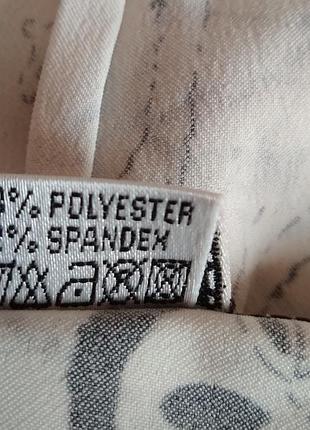 % POLYESTER
% SPANDEX